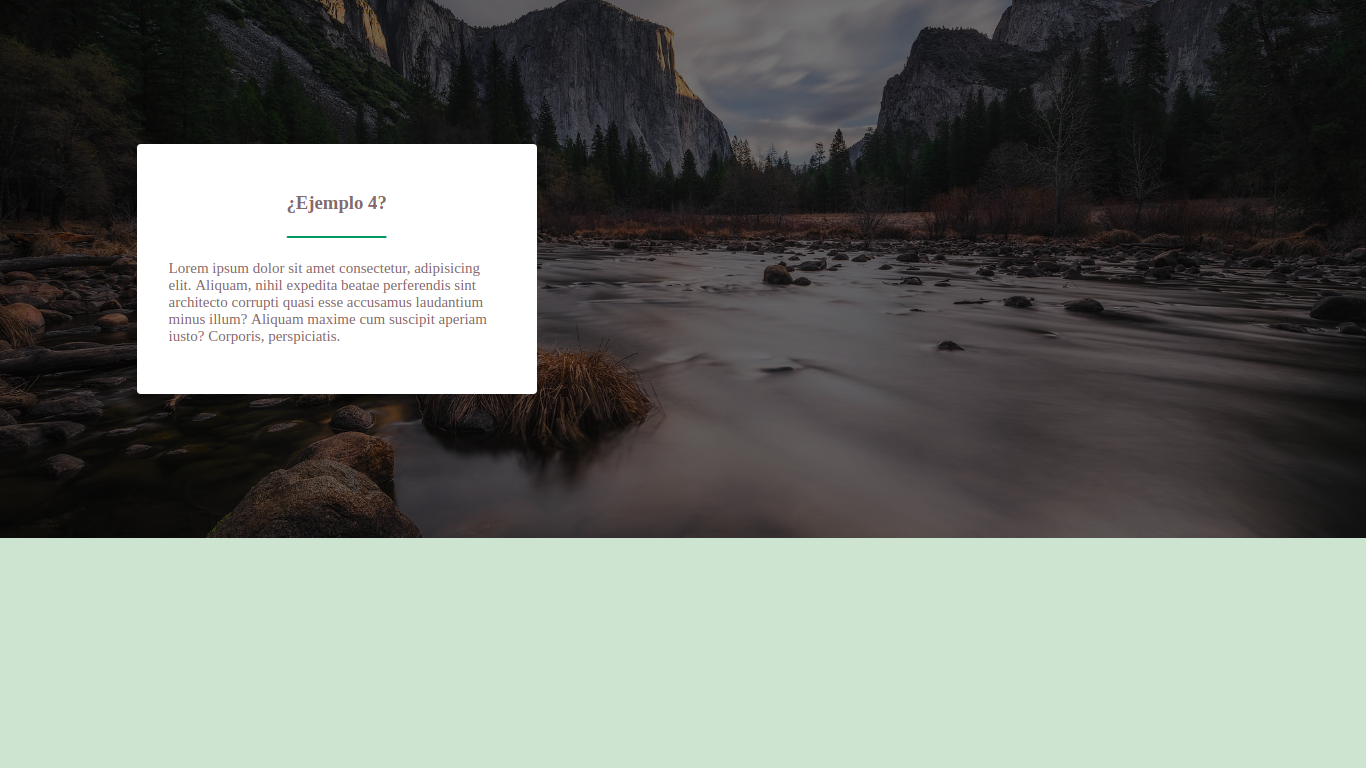 ¿Ejemplo 4?
Lorem ipsum dolor sit amet consectetur, adipisicing
elit. Aliquam, nihil expedita beatae perferendis sint
architecto corrupti quasi esse accusamus laudantium
minus illum? Aliquam maxime cum suscipit aperiam
iusto? Corporis, perspiciatis.